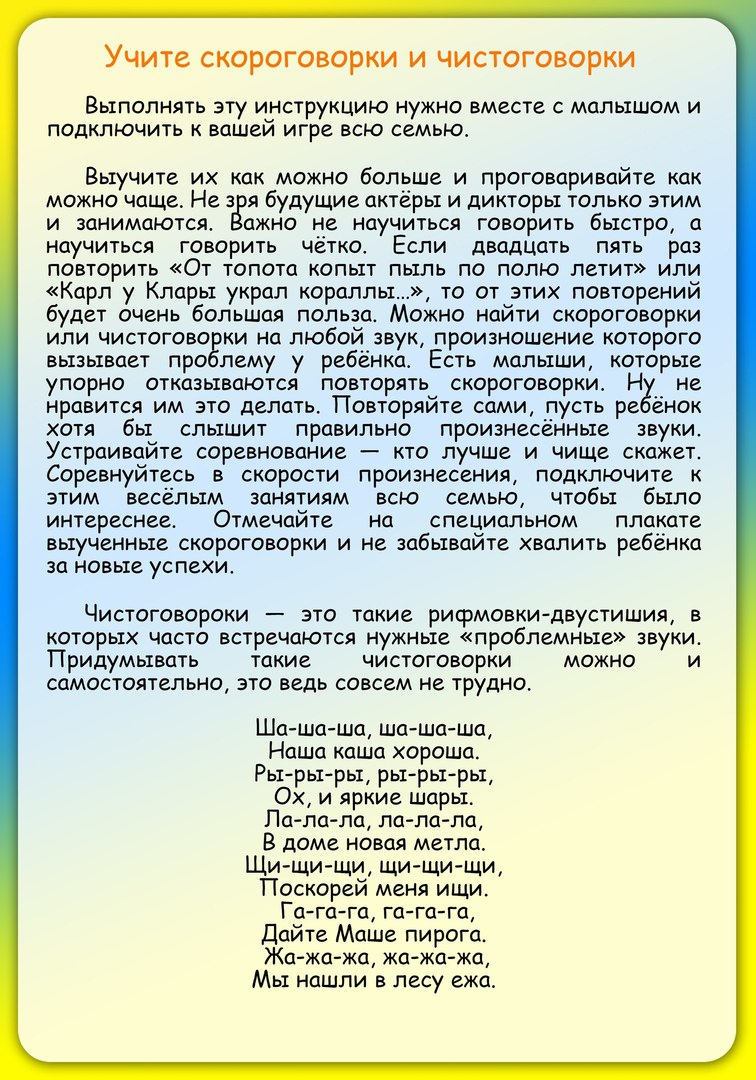 Учите скороговорки и чистоговорки
Выполнять эту инструкцию нужно вместе с малышом и
подключить к вашей игре всю семью.
Выучите их как можно больше и проговаривайте как
можно чаще. Не зря будущие актёры и дикторы только этим
и занимаются. Важно не научиться говорить быстро, а
научиться говорить чётко. Если двадцать пять раз
повторить «От топота копыт пыль по полю летит» или
«Карл у Клары украл кораллы...», то от этих повторений
будет очень большая польза. Можно найти скороговорки
или чистоговорки на любой звук, произношение которого
вызывает проблему у ребёнка. Есть малыши, которые
упорно отказываются повторять скороговорки. Ну не
нравится им это делать. Повторяйте сами, пусть ребёнок
хотя бы слышит правильно произнесённые звуки.
Устраивайте соревнование — кто лучше и чище скажет.
Соревнуйтесь в скорости произнесения, подключите к
этим весёлым занятиям всю семью, чтобы было
интереснее. Отмечайте на специальном плакате
выученные скороговорки и не забывайте хвалить ребёнка
за новые успехи.
Чистоговороки — это такие рифмовки-двустишия, в
которых часто встречаются нужные «проблемные» звуки.
Придумывать такие чистоговорки можно и
самостоятельно, это ведь совсем не трудно.
Ша-ша-ша, ша-ша-ша,
Наша каша хороша.
Ры-ры-ры, ры-ры-ры,
Ох, и яркие шары.
Ла-ла-ла, ла-ла-ла,
В доме новая метла.
Щи-щи-щи, щи-щи-щи,
Поскорей меня ищи.
Га-га-га, га-га-га,
Дайте Маше пирога.
Жа-жа-жа, жа-жа-жа,
Мы нашли в лесу ежа.